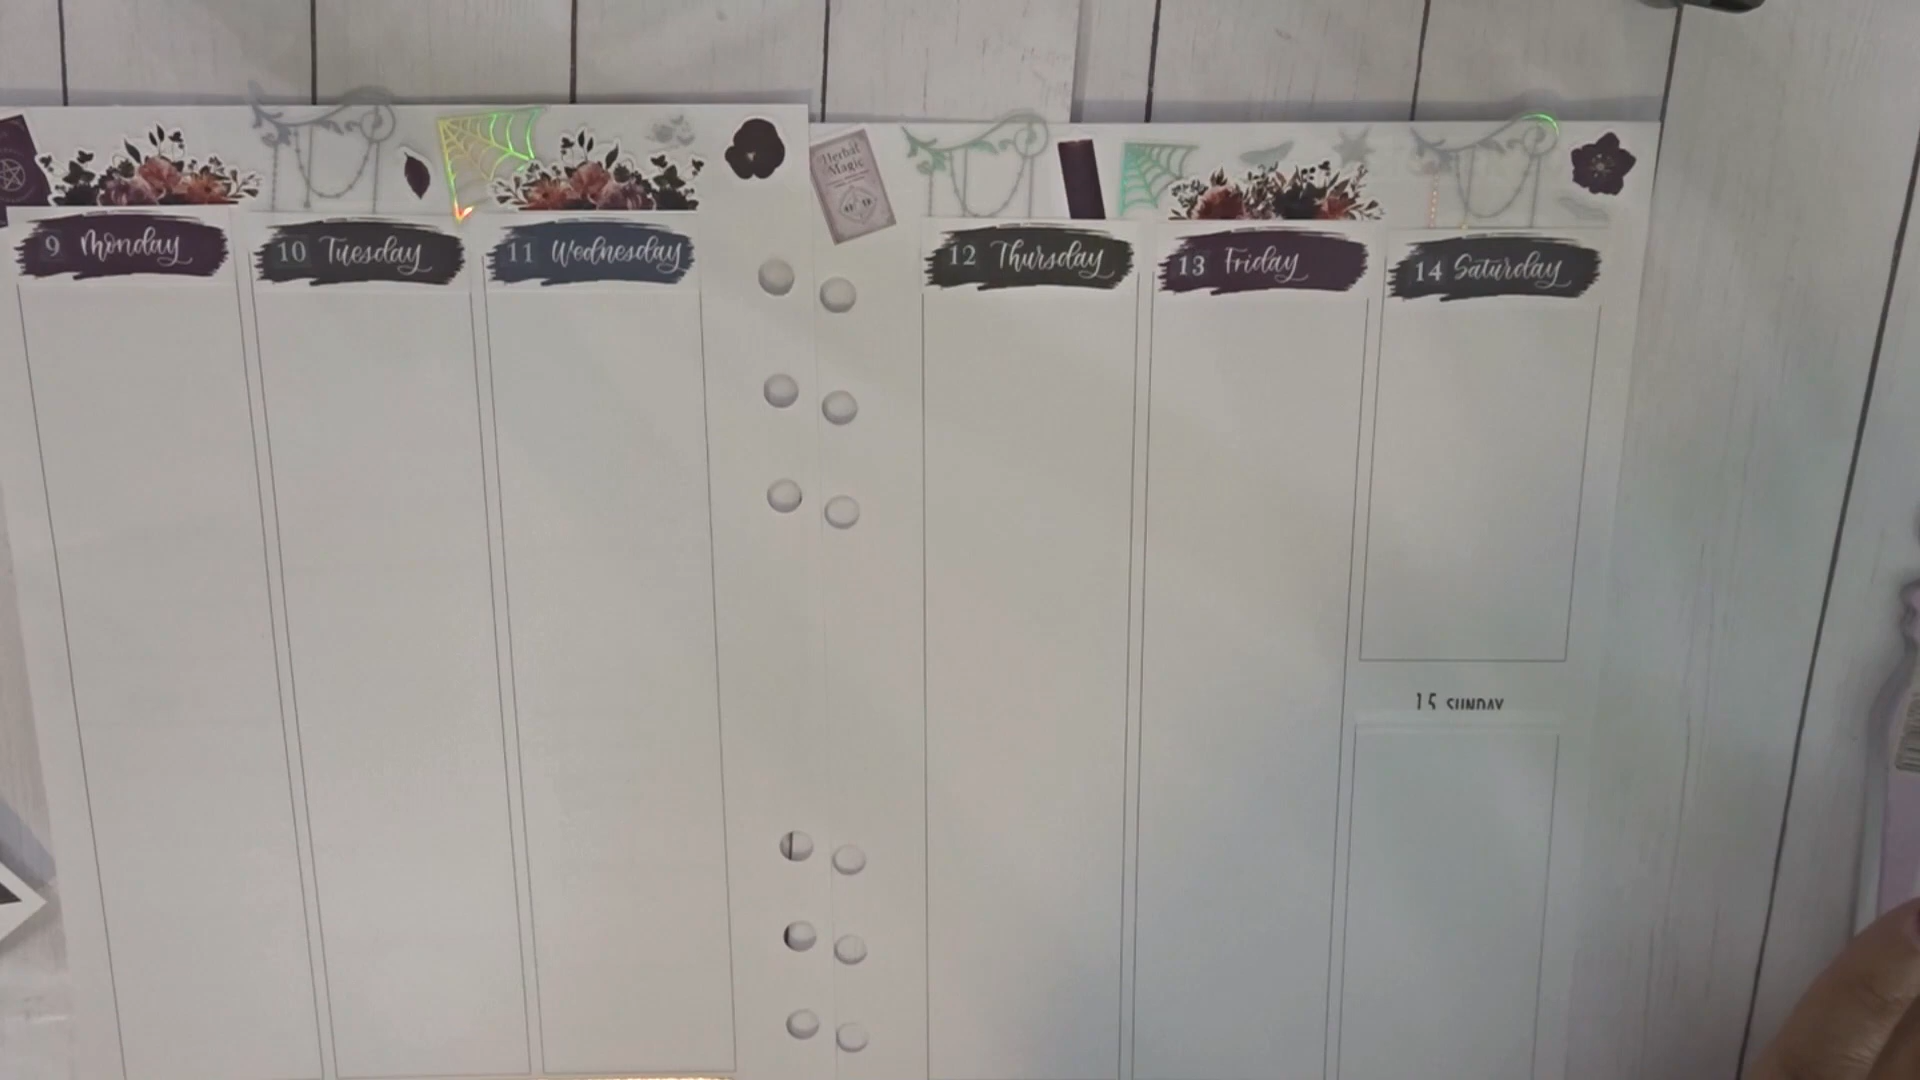 9 Monday
10 Tuesday
11 Wednesday
Herbal
Magic
12 Thursday
13 Friday
14 Saturday
15 SUNDAY